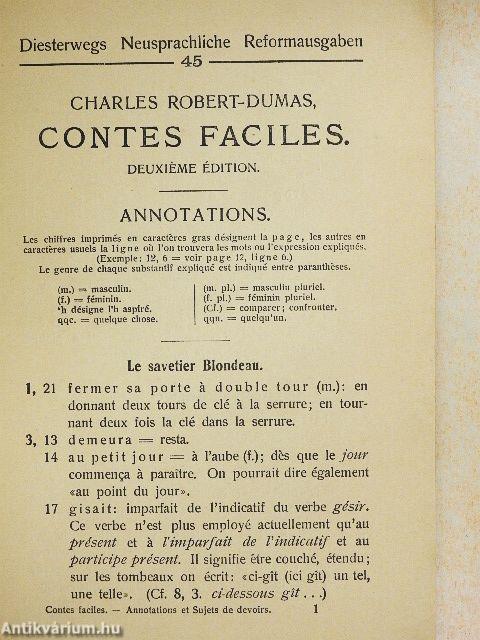 Diesterwegs Neusprachliche Reformausgaben
45
CHARLES ROBERT-DUMAS,
CONTES FACILES.
DEUXIÈME ÉDITION.
ANNOTATIONS.
Les chiffres imprimés en caractères gras désignent la page, les autres en
caractères usuels la ligne où l'on trouvera les mots ou l'expression expliqués.
(Exemple: 12, 6 = voir page 12, ligne 6.)
Le genre de chaque substantif expliqué est indiqué entre paranthèses.
(m.) = masculin.
(f.) = féminin.
'h désigne l'h aspiré.
qqc. = quelque chose.
(m. pl.) = masculin pluriel.
(f. pl.) = féminin pluriel.
(Cf.) = comparer; confronter.
qqn. = quelqu'un.
Le savetier Blondeau.
1, 21 fermer sa porte à double tour (m.): en
donnant deux tours de clé à la serrure; en tour-
nant deux fois la clé dans la serrure.
3, 13 demeura = resta.
14 au petit jour = à l'aube (f.); dès que le jour
commença à paraître. On pourrait dire également
«au point du jour».
17 gisait: imparfait de l'indicatif du verbe gésir.
Ce verbe n'est plus employé actuellement qu'au
présent et à l'imparfait de l'indicatif et au
participe présent. Il signifie être couché, étendu;
sur les tombeaux on écrit: «ci-gît (ici gît) un tel,
une telle». (Cf. 8, 3. ci-dessous gît . . .)
Contes faciles. — Annotations et Sujets de devoirs. 1
Antikvárium.hu